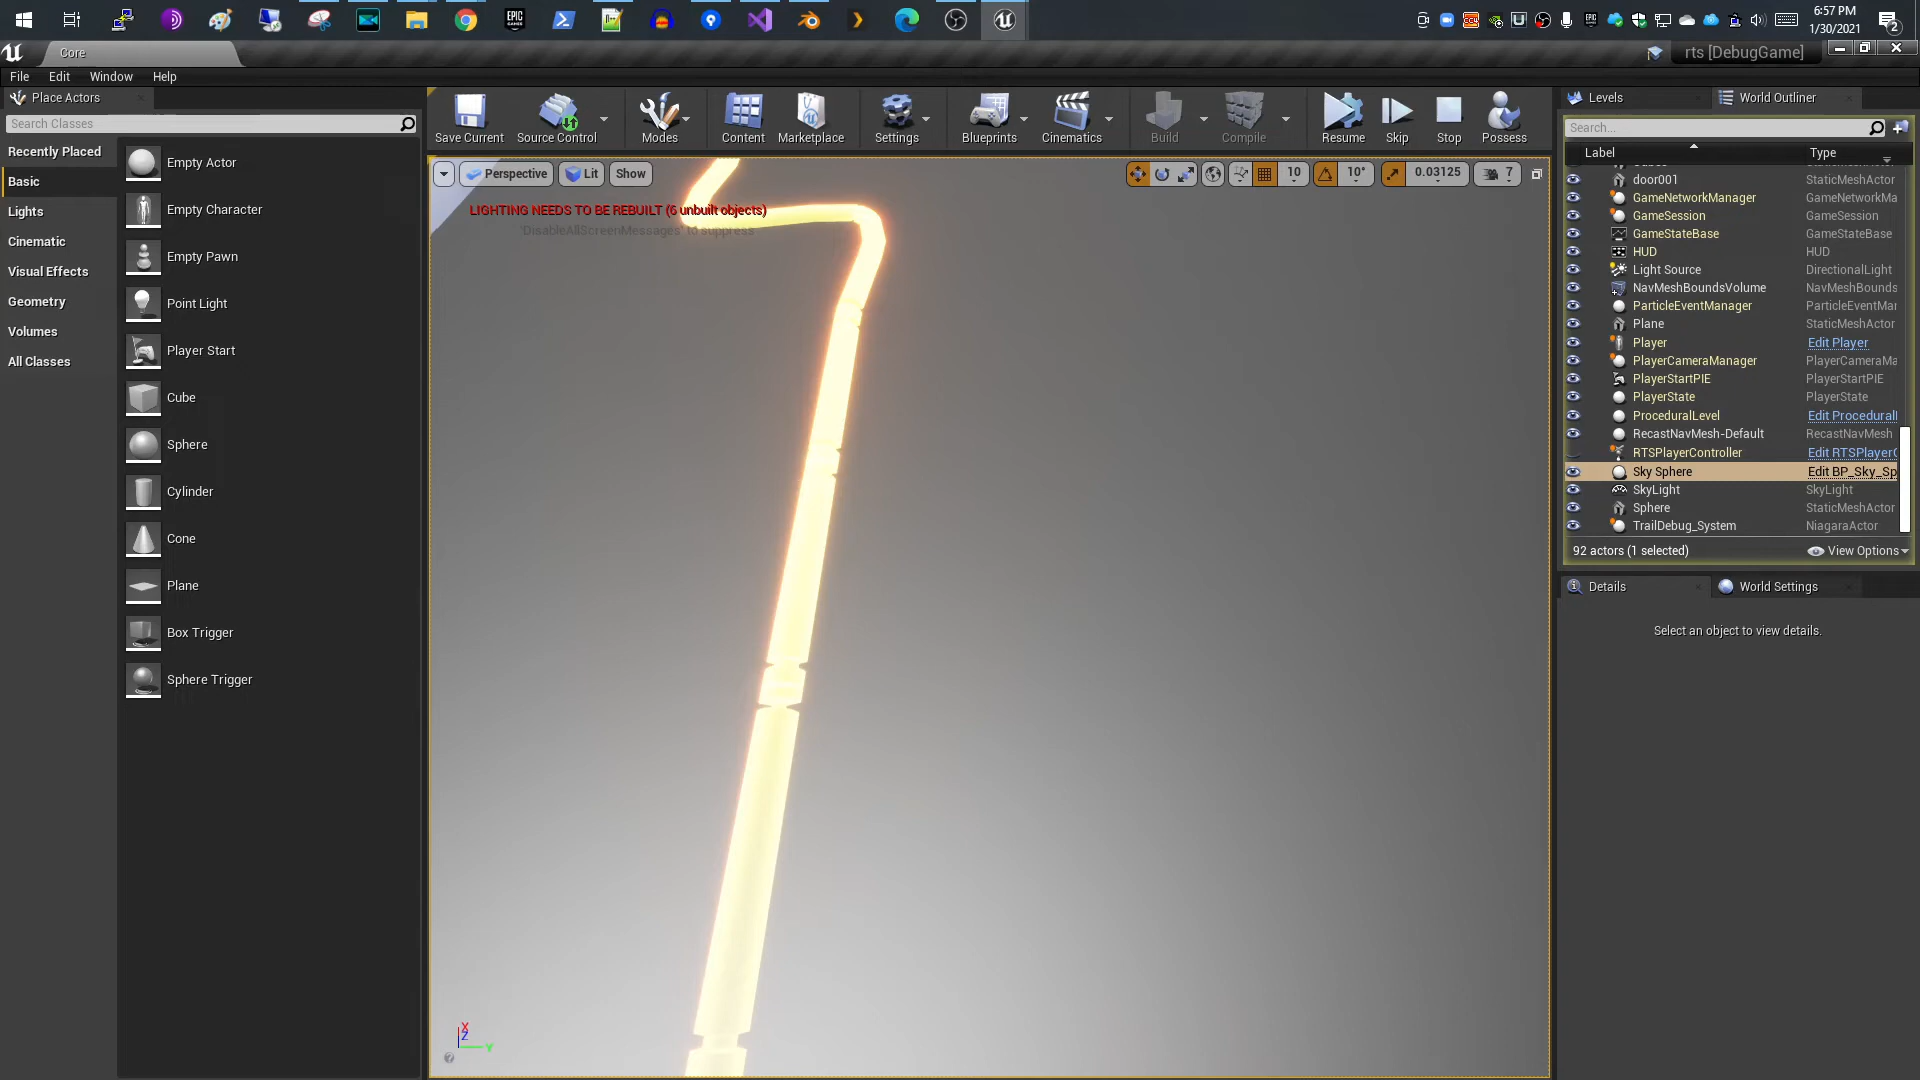 EPIC
GAMES
6:57 PM
1/30/2021
2
Core
rts [DebugGame]
File Edit Window Help
Place Actors
Search Classes
Recently Placed
Basic
Lights
Cinematic
Visual Effects
Geometry
Volumes
All Classes
Empty Actor
Empty Character
Empty Pawn
Point Light
Player Start
Cube
Sphere
Cylinder
Cone
Plane
Box Trigger
Sphere Trigger
Save Current
Source Control
Modes
Content
Marketplace
Settings
Blueprints
Cinematics
Build
Compile
Resume
Skip
Stop
Possess
Perspective
Lit
Show
10
10°
0.03125
7
LIGHTING NEEDS TO BE REBUILT (6 unbuilt objects)
'DisableAllScreenMessages' to suppress
X
Z
Y
Levels
World Outliner
Search...
Label Type
door001 StaticMeshActor
GameNetworkManager GameNetworkMa
GameSession GameSession
GameStateBase GameStateBase
HUD HUD
Light Source DirectionalLight
NavMeshBoundsVolume NavMeshBounds
ParticleEventManager ParticleEventMar
Plane StaticMeshActor
Player Edit Player
PlayerCameraManager PlayerCameraMa
PlayerStartPIE PlayerStartPIE
PlayerState PlayerState
ProceduralLevel Edit Procedurall
RecastNavMesh-Default RecastNavMesh
RTSPlayerController Edit RTSPlayerC
Sky Sphere Edit BP_Sky_Sp
SkyLight SkyLight
Sphere StaticMeshActor
TrailDebug_System NiagaraActor
92 actors (1 selected)
View Options
Details
World Settings
Select an object to view details.